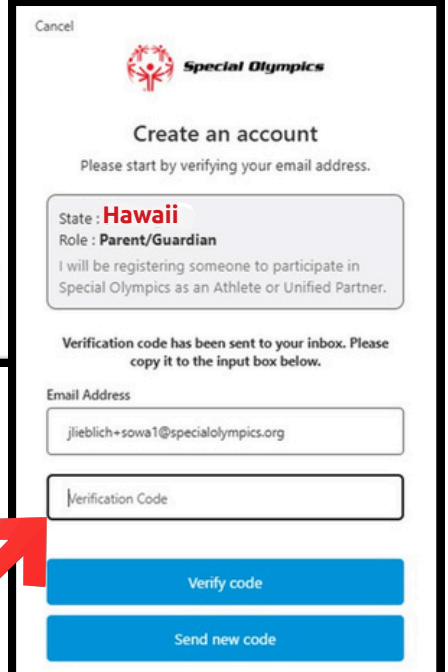 Cancel
Special Olympics
Create an account
Please start by verifying your email address.
State : Hawaii
Role : Parent/Guardian
I will be registering someone to participate in
Special Olympics as an Athlete or Unified Partner.
Verification code has been sent to your inbox. Please
copy it to the input box below.
Email Address
jlieblich+sowa1@specialolympics.org
Verification Code
Verify code
Send new code